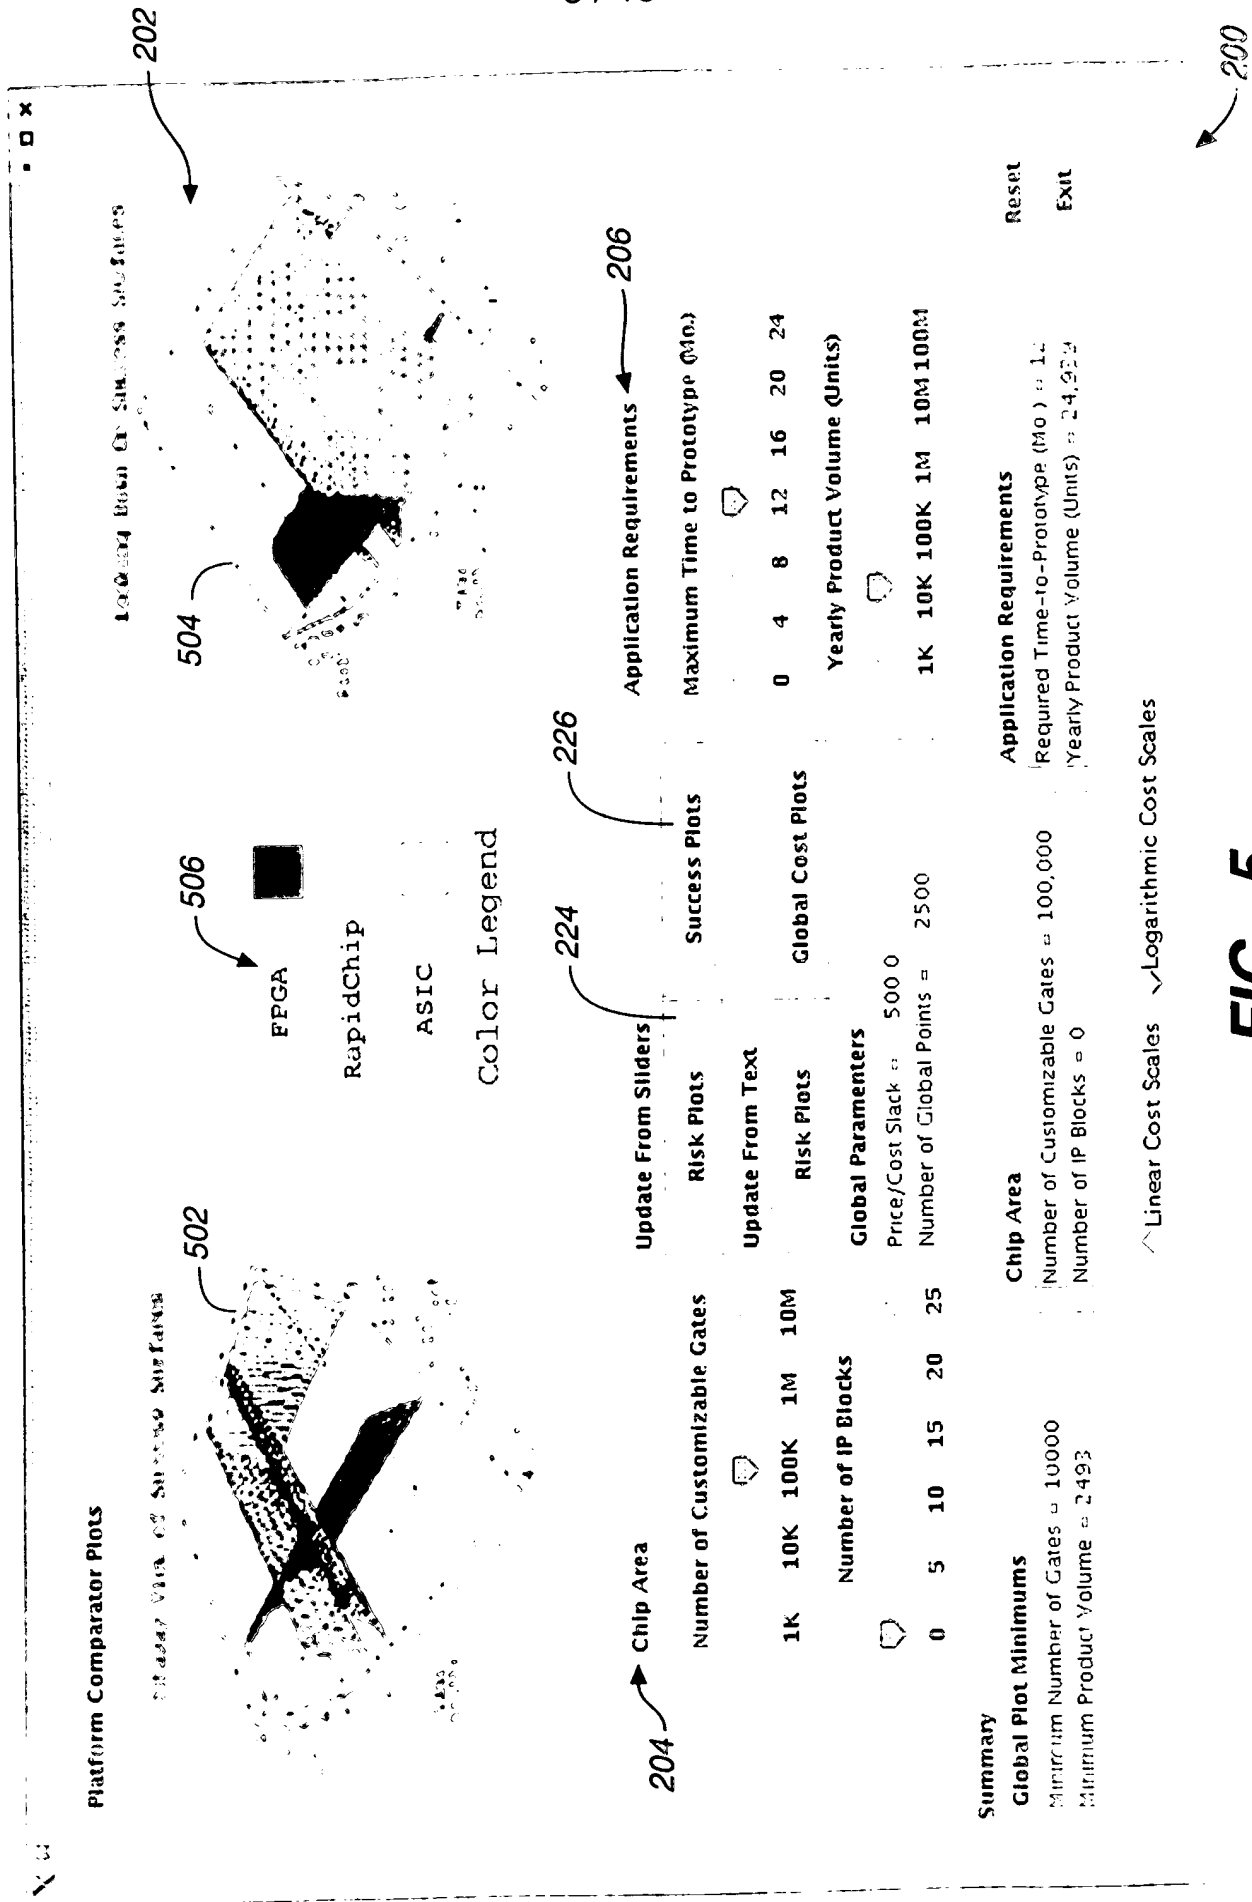 202
Platform Comparator Plots
Success Surfaces
Looking Down On Success Surfaces
502
506
504
FPGA
RapidChip
ASIC
Color Legend
224
226
206
204
Chip Area
Update From Sliders
Application Requirements
Number of Customizable Gates
Risk Plots
Success Plots
Maximum Time to Prototype (Mo.)
1K 10K 100K 1M 10M
Update From Text
0 4 8 12 16 20 24
Number of IP Blocks
Risk Plots
Global Cost Plots
Yearly Product Volume (Units)
0 5 10 15 20 25
Global Paramenters
Price/Cost Slack = 500 0
Number of Global Points = 2500
1K 10K 100K 1M 10M 100M
Summary
Global Plot Minimums
Chip Area
Application Requirements
Reset
Minimum Number of Gates = 10000
Number of Customizable Gates = 100,000
Required Time-to-Prototype (Mo ) =
Exit
Minimum Product Volume = 2493
Number of IP Blocks = 0
Yearly Product Volume (Units) =
Linear Cost Scales
Logarithmic Cost Scales
200